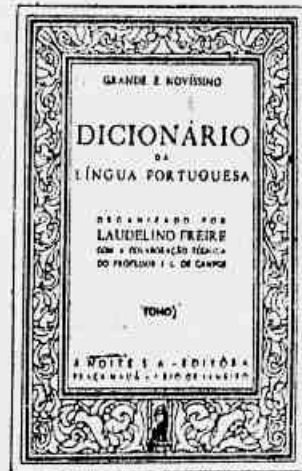 GRANDE E NOVÍSSINO
DICIONÁRIO
DA
LÍNGUA PORTUGUESA
ORGANIZADO POR
LAUDELINO FREIRE
COM A COLABORAÇÃO TÉCNICA
DO PROFESSOR J. L. DE CAMPOS
TOMO
A NOITE S A - EDITÔRA
PRAÇA MAUÁ - RIO DE JANEIRO